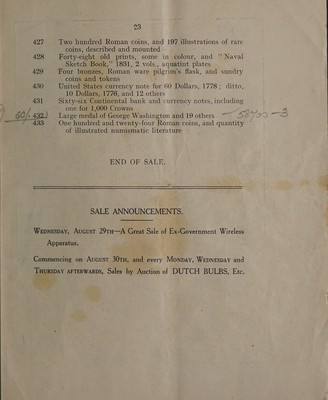 23
427 Two hundred Roman coins, and 197 illustrations of rare
coins, described and mounted
428 Forty-eight old prints, some in colour, and "Naval
Sketch Book," 1831, 2 vols., aquatint plates
429 Four bronzes, Roman ware pilgrim's flask, and sundry
coins and tokens
430 United States currency note for 60 Dollars, 1778; ditto,
10 Dollars, 1778, and 12 others
431 Sixty-six Continental bank and currency notes, including
one for 1,000 Crowns
60/- 432 Large medal of George Washington and 19 others
433 One hundred and twenty-four Roman coins, and quantity
of illustrated numismatic literature
END OF SALE.
SALE ANNOUNCEMENTS.
WEDNESDAY, AUGUST 29TH—A Great Sale of Ex-Government Wireless
Apparatus.
Commencing on AUGUST 30TH, and every MONDAY, WEDNESDAY and
THURSDAY AFTERWARDS, Sales by Auction of DUTCH BULBS, Etc.